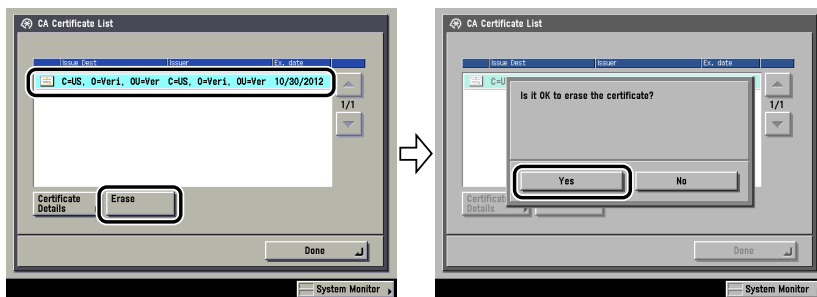 CA Certificate List
Issue Dest Issuer Ex. date
C=US, O=Veri, OU=Ver C=US, O=Veri, OU=Ver 10/30/2012
1/1
Certificate Details Erase
Done
System Monitor
CA Certificate List
Issue Dest Issuer Ex. date
C=U
1/1
Is it OK to erase the certificate?
Yes No
Certificat
Details
Done
System Monitor